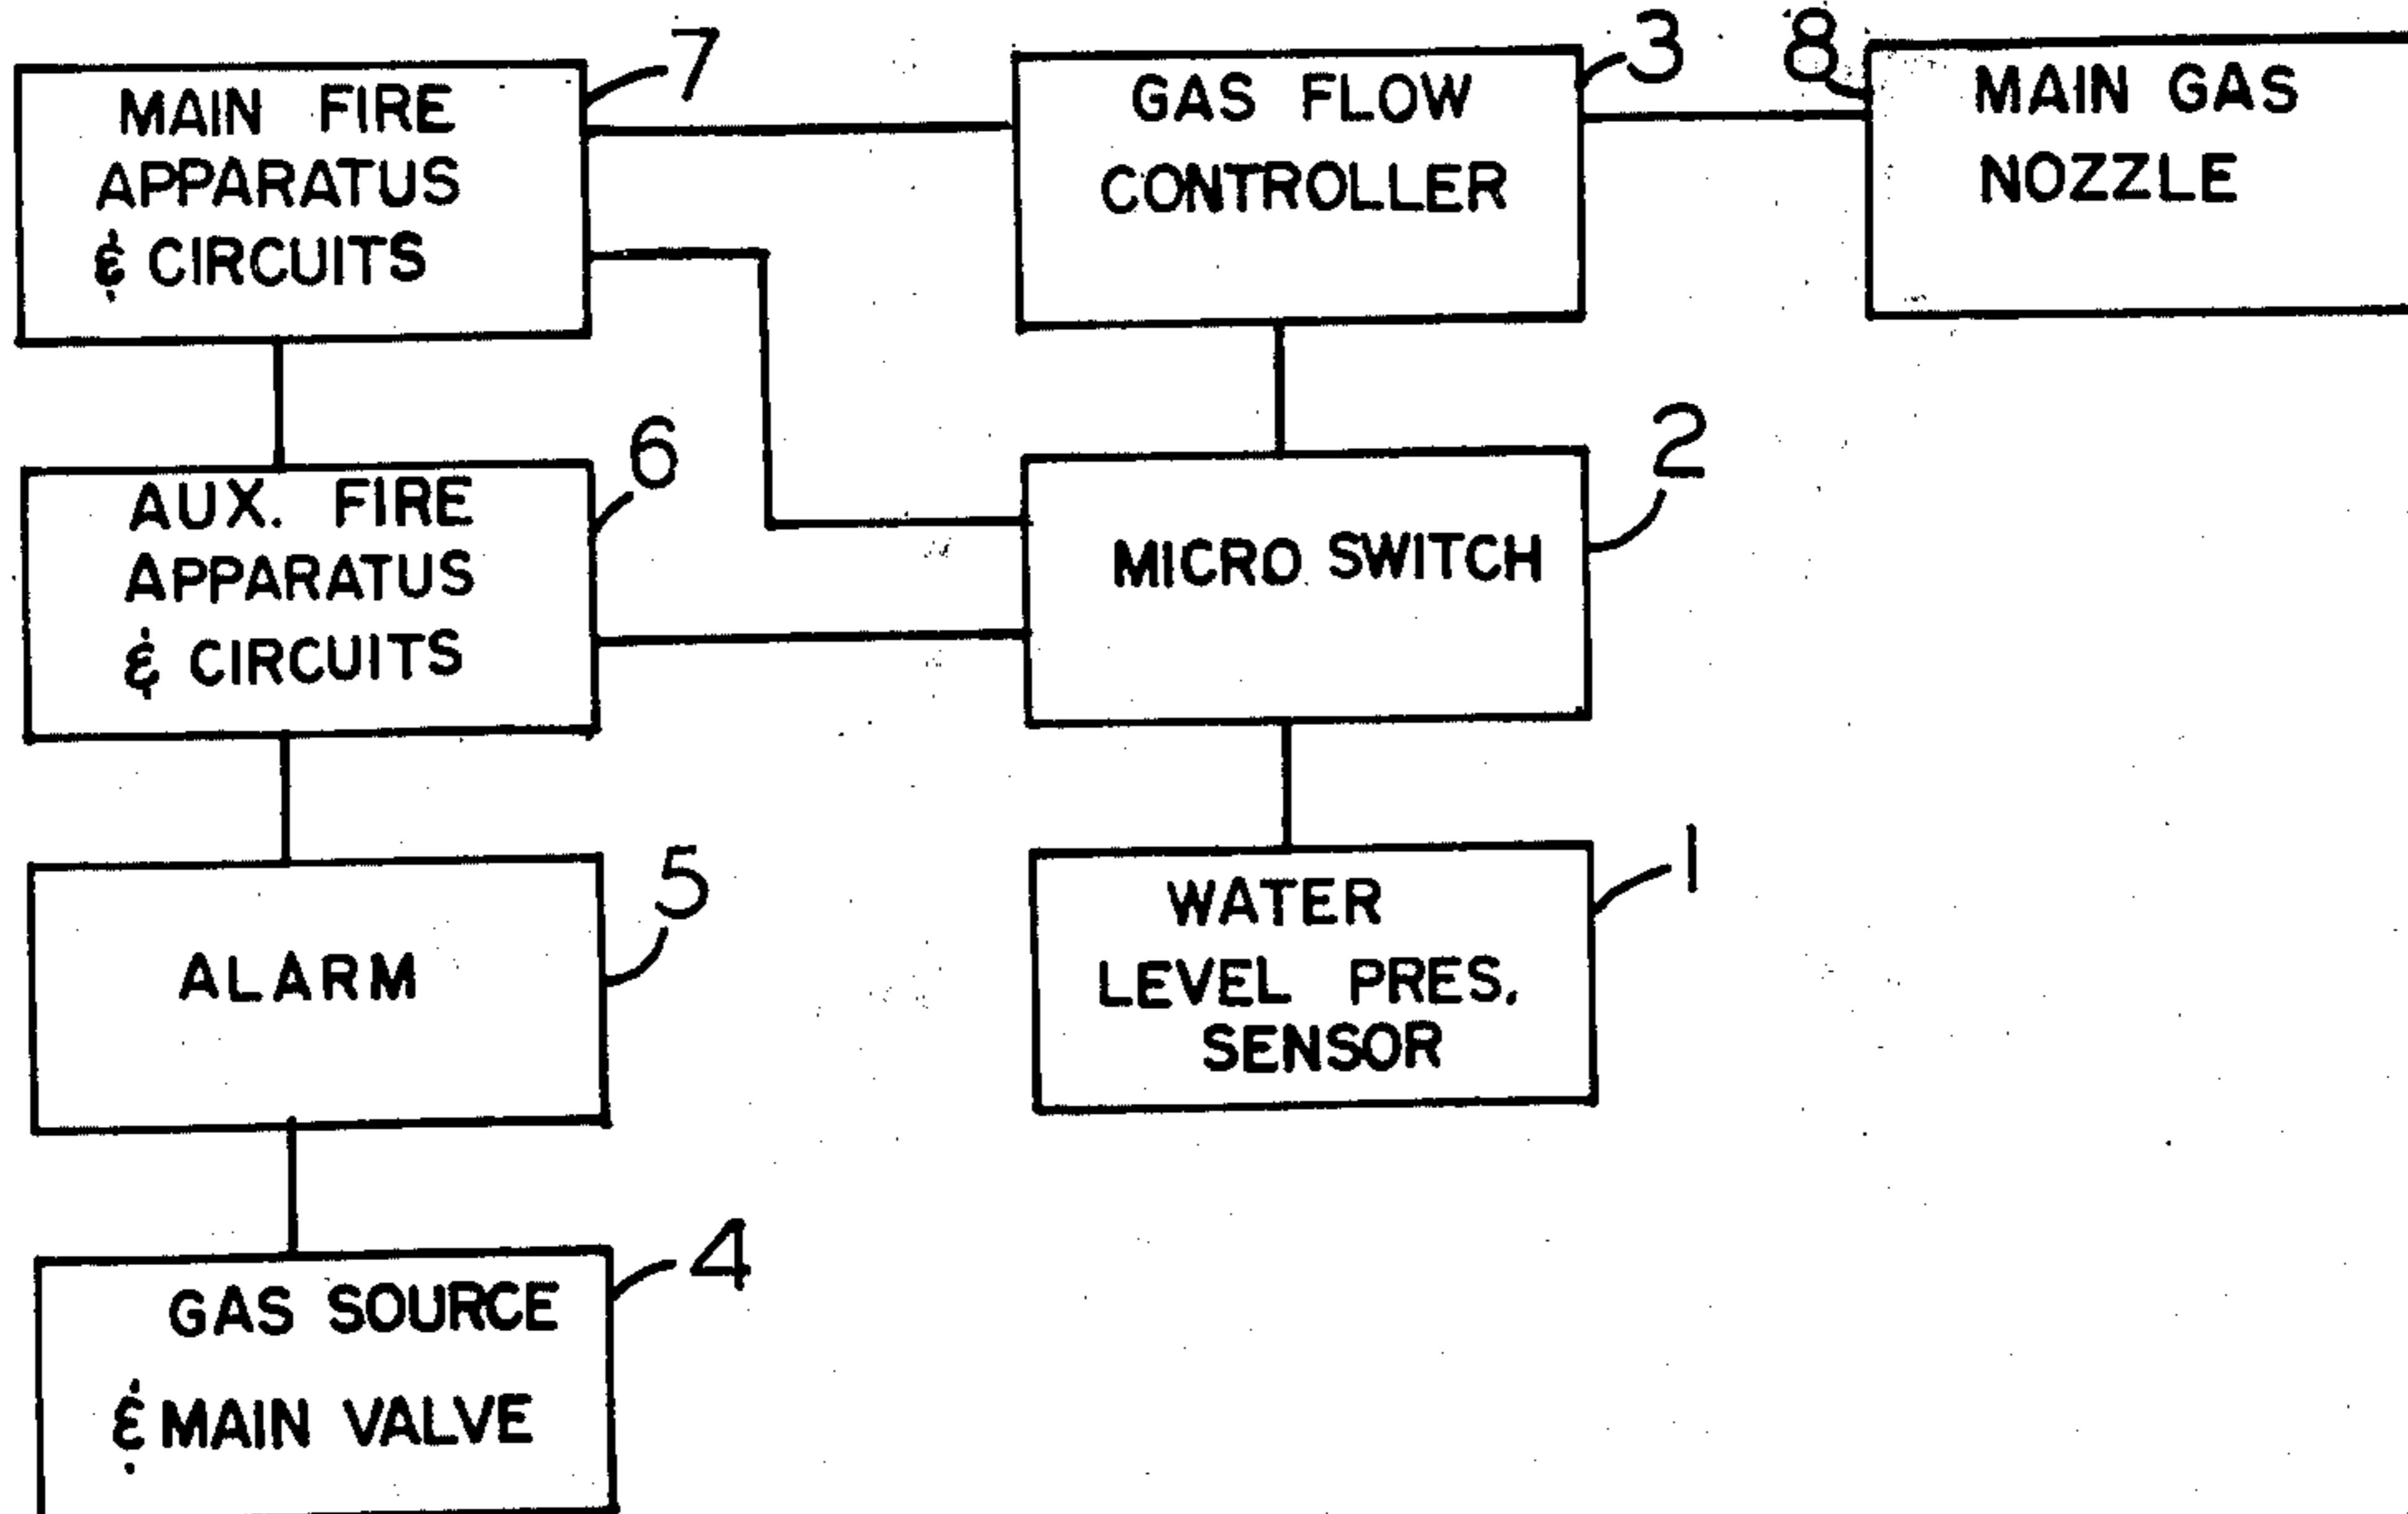 MAIN FIRE
APPARATUS
& CIRCUITS
7
GAS FLOW
CONTROLLER
3
8
MAIN GAS
NOZZLE
AUX. FIRE
APPARATUS
& CIRCUITS
6
MICRO SWITCH
2
ALARM
5
WATER
LEVEL PRES.
SENSOR
1
GAS SOURCE
& MAIN VALVE
4